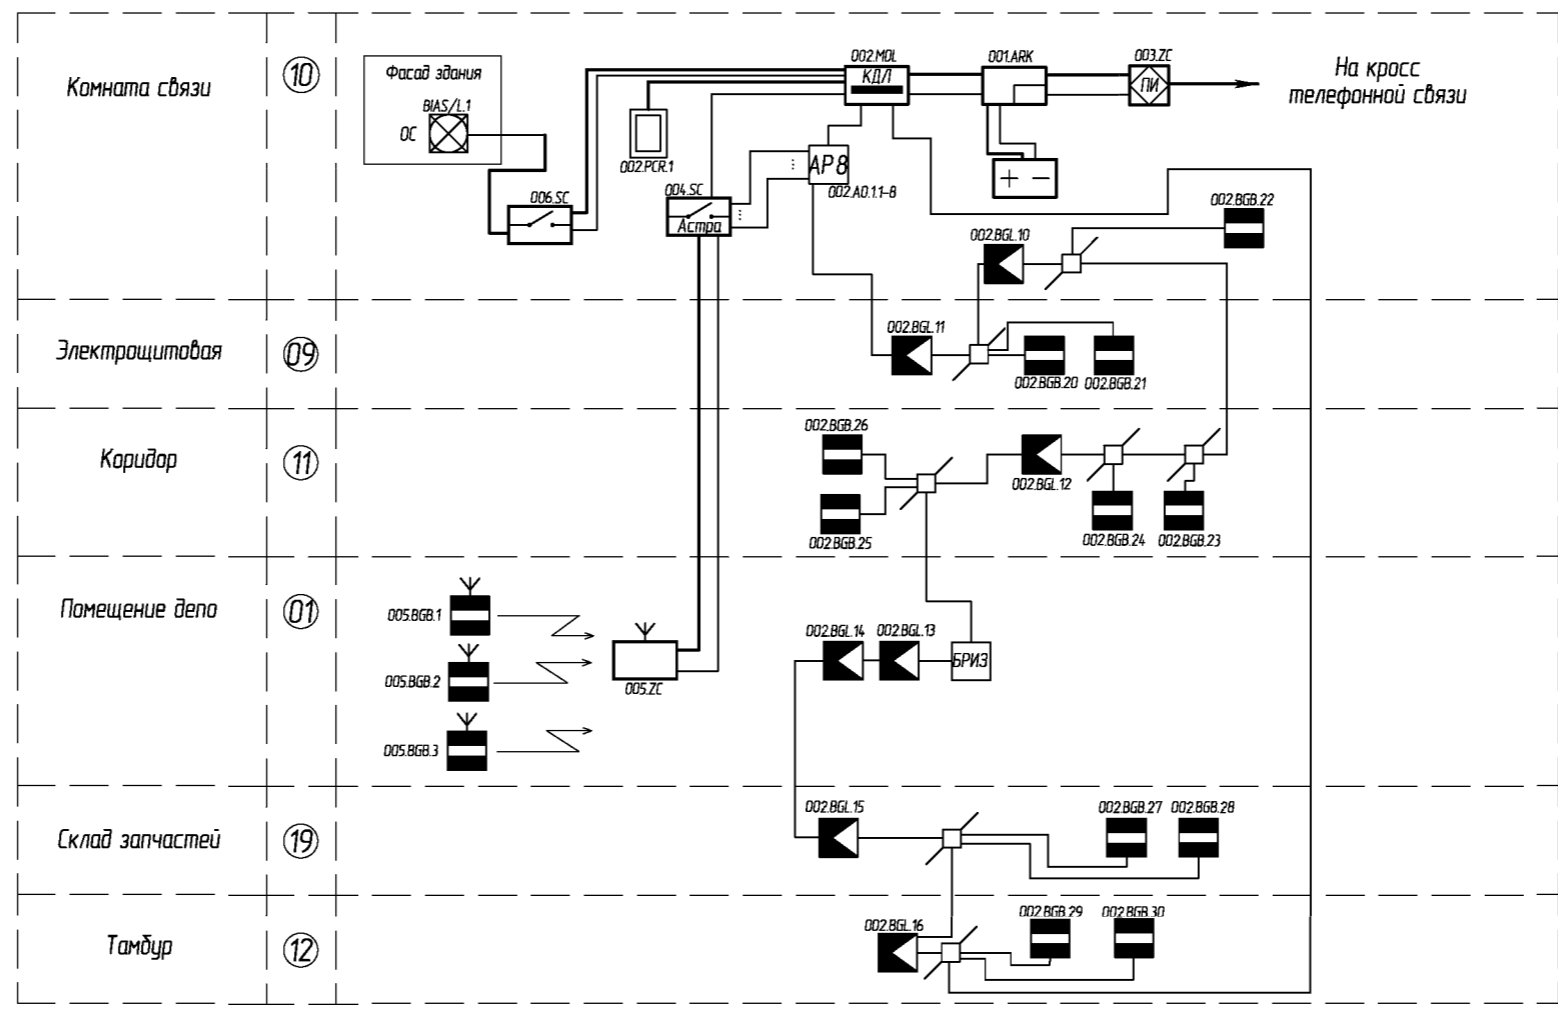 Комната связи
10
Фасад здания
BIAS/L.1
ОС
006.SC
002.PCR.1
004.SC
Астра
002.MDL
КДЛ
АР8
002.AD.1.1-8
001.ARK
+ −
003.ZC
ПИ
На кросс
телефонной связи
002.BGL.10
002.BGB.22
Электрощитовая
09
002.BGL.11
002.BGB.20
002.BGB.21
Коридор
11
002.BGB.26
002.BGB.25
002.BGL.12
002.BGB.24
002.BGB.23
Помещение депо
01
005.BGB.1
005.BGB.2
005.BGB.3
005.ZC
002.BGL.14
002.BGL.13
БРИЗ
Склад запчастей
19
002.BGL.15
002.BGB.27
002.BGB.28
Тамбур
12
002.BGL.16
002.BGB.29
002.BGB.30